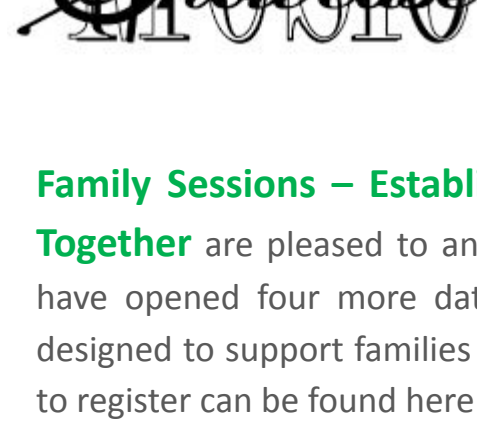 Family Sessions – Establ
Together are pleased to an
have opened four more dat
designed to support families
to register can be found here